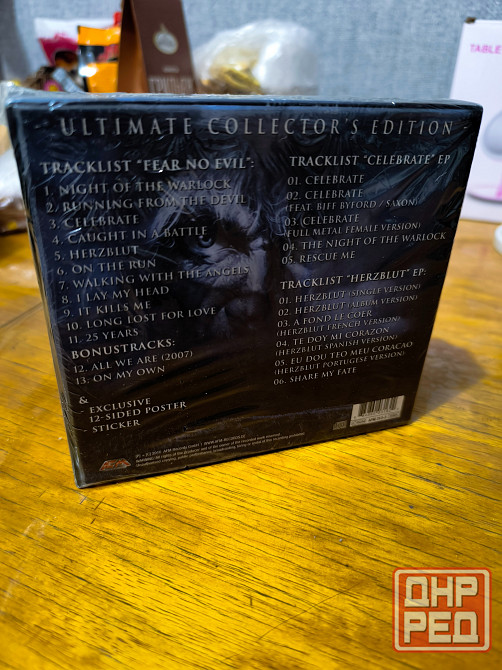 TABLE
ULTIMATE COLLECTOR'S EDITION
TRACKLIST "FEAR NO EVIL":
1. NIGHT OF THE WARLOCK
2. RUNNING FROM THE DEVIL
3. CELEBRATE
4. CAUGHT IN A BATTLE
5. HERZBLUT
6. ON THE RUN
7. WALKING WITH THE ANGELS
8. I LAY MY HEAD
9. IT KILLS ME
10. LONG LOST FOR LOVE
11. 25 YEARS
BONUSTRACKS:
12. ALL WE ARE (2007)
13. ON MY OWN
&
- EXCLUSIVE
12-SIDED POSTER
- STICKER
TRACKLIST "CELEBRATE" EP
01. CELEBRATE
02. CELEBRATE
(FEAT. BIFF BYFORD / SAXON)
03. CELEBRATE
(FULL METAL FEMALE VERSION)
04. THE NIGHT OF THE WARLOCK
05. RESCUE ME
TRACKLIST "HERZBLUT" EP:
01. HERZBLUT (SINGLE VERSION)
02. HERZBLUT (ALBUM VERSION)
03. A FOND LE COER
(HERZBLUT FRENCH VERSION)
04. TE DOY MI CORAZON
(HERZBLUT SPANISH VERSION)
05. EU DOU TEO MEU CORACAO
(HERZBLUT PORTUGESE VERSION)
06. SHARE MY FATE
QHP
РЕД